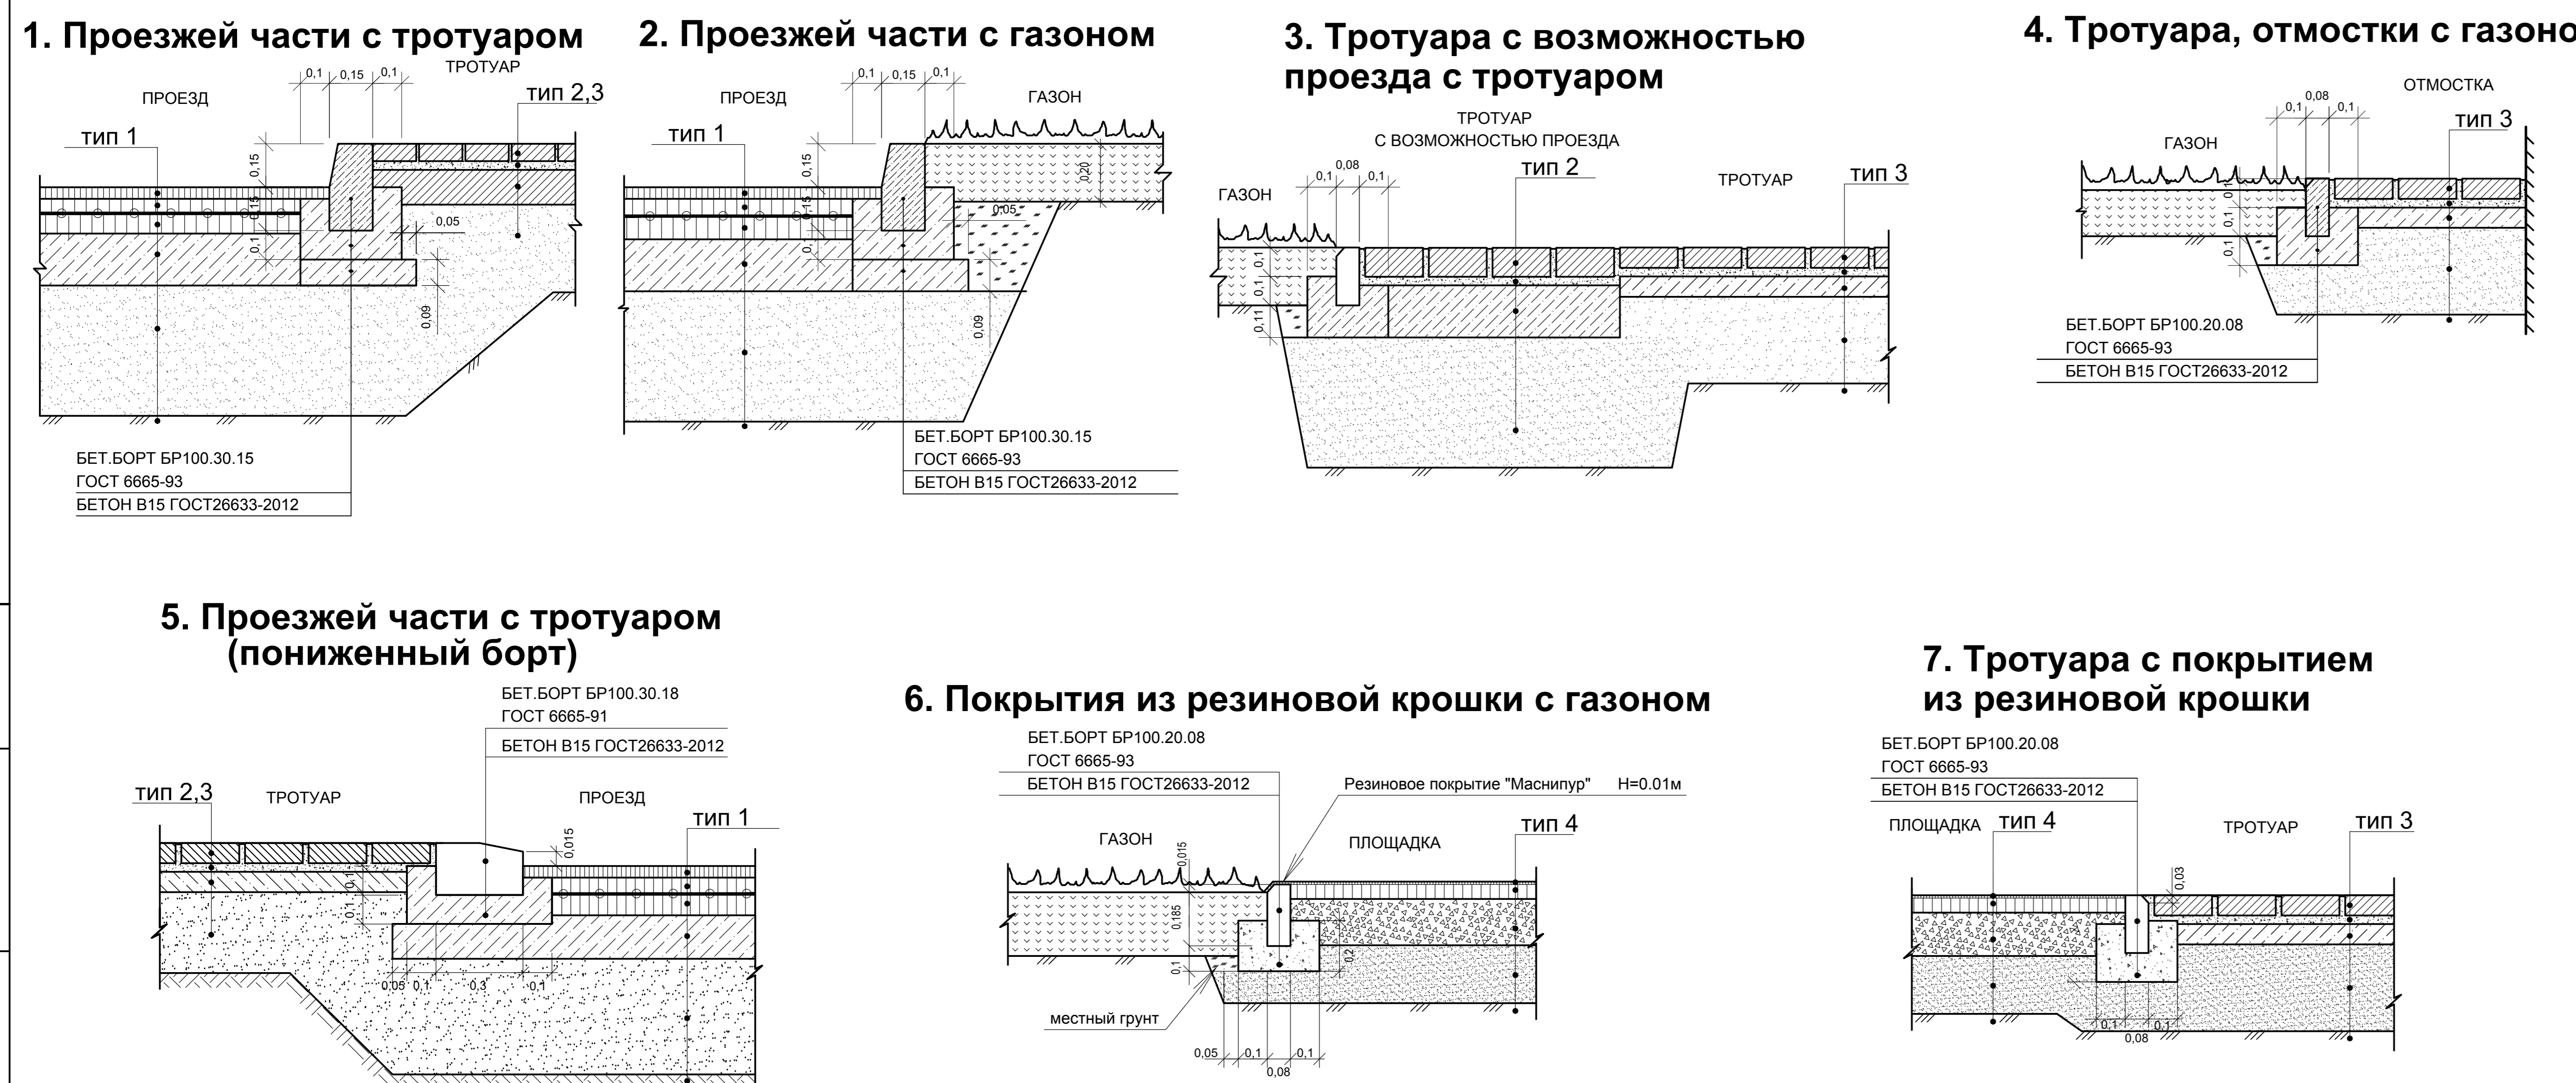 1. Проезжей части с тротуаром
ТРОТУАР
0,1 0,15 0,1
ПРОЕЗД
тип 2,3
тип 1
0,15
0,15
0,1
0,05
0,09
БЕТ.БОРТ БР100.30.15
ГОСТ 6665-93
БЕТОН В15 ГОСТ26633-2012
2. Проезжей части с газоном
0,1 0,15 0,1
ПРОЕЗД
ГАЗОН
тип 1
0,15
0,20
0,15
0,05
0,09
БЕТ.БОРТ БР100.30.15
ГОСТ 6665-93
БЕТОН В15 ГОСТ26633-2012
3. Тротуара с возможностью
проезда с тротуаром
ТРОТУАР
С ВОЗМОЖНОСТЬЮ ПРОЕЗДА
0,08
тип 2
0,1 0,1
ТРОТУАР
тип 3
ГАЗОН
0,1
0,1
0,11
4. Тротуара, отмостки с газоно
ОТМОСТКА
0,08
0,1 0,1
тип 3
ГАЗОН
0,1
0,1
0,1
БЕТ.БОРТ БР100.20.08
ГОСТ 6665-93
БЕТОН В15 ГОСТ26633-2012
5. Проезжей части с тротуаром
(пониженный борт)
БЕТ.БОРТ БР100.30.18
ГОСТ 6665-91
БЕТОН В15 ГОСТ26633-2012
тип 2,3
ТРОТУАР
ПРОЕЗД
тип 1
0,015
0,1
0,1
0,05 0,1 0,3 0,1
6. Покрытия из резиновой крошки с газоном
БЕТ.БОРТ БР100.20.08
ГОСТ 6665-93
БЕТОН В15 ГОСТ26633-2012
Резиновое покрытие "Маснипур" Н=0.01м
тип 4
ГАЗОН
ПЛОЩАДКА
0,015
0,185
0,1
0,2
местный грунт
0,05 0,1 0,1
0,08
7. Тротуара с покрытием
из резиновой крошки
БЕТ.БОРТ БР100.20.08
ГОСТ 6665-93
БЕТОН В15 ГОСТ26633-2012
ПЛОЩАДКА
тип 4
ТРОТУАР
тип 3
0,03
0,1 0,1
0,08